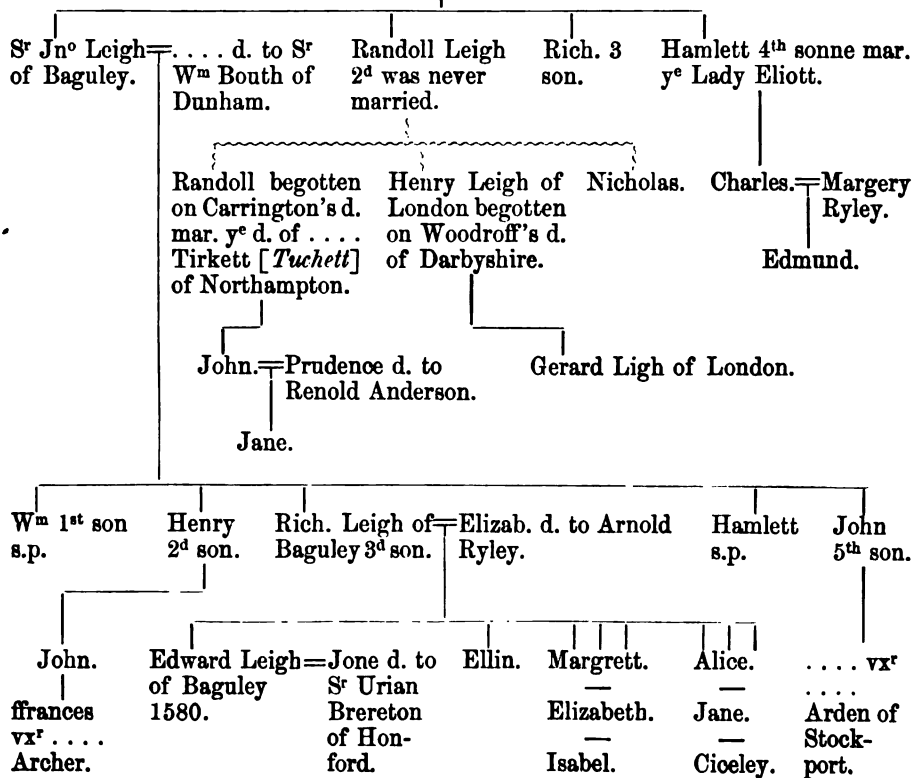 Sʳ Jnº Leigh=. . . . d. to Sʳ
of Baguley. Wᵐ Bouth of
Dunham.
Randoll Leigh
2ᵈ was never
married.
Rich. 3
son.
Hamlett 4ᵗʰ sonne mar.
yᵉ Lady Eliott.
Randoll begotten
on Carrington's d.
mar. yᵉ d. of . . . .
Tirkett [Tuchett]
of Northampton.
Henry Leigh of
London begotten
on Woodroff's d.
of Darbyshire.
Nicholas.
Charles.=Margery
Ryley.
Edmund.
John.=Prudence d. to
Renold Anderson.
Gerard Ligh of London.
Jane.
Wᵐ 1ˢᵗ son
s.p.
Henry
2ᵈ son.
Rich. Leigh of=Elizab. d. to Arnold
Baguley 3ᵈ son. Ryley.
Hamlett
s.p.
John
5ᵗʰ son.
John.
ffrances
vxʳ . . . .
Archer.
Edward Leigh=Jone d. to
of Baguley Sʳ Urian
1580. Brereton
of Hon-
ford.
Ellin.
Margrett.
—
Elizabeth.
—
Isabel.
Alice.
—
Jane.
—
Ciceley.
. . . . vxʳ
. . . .
Arden of
Stock-
port.